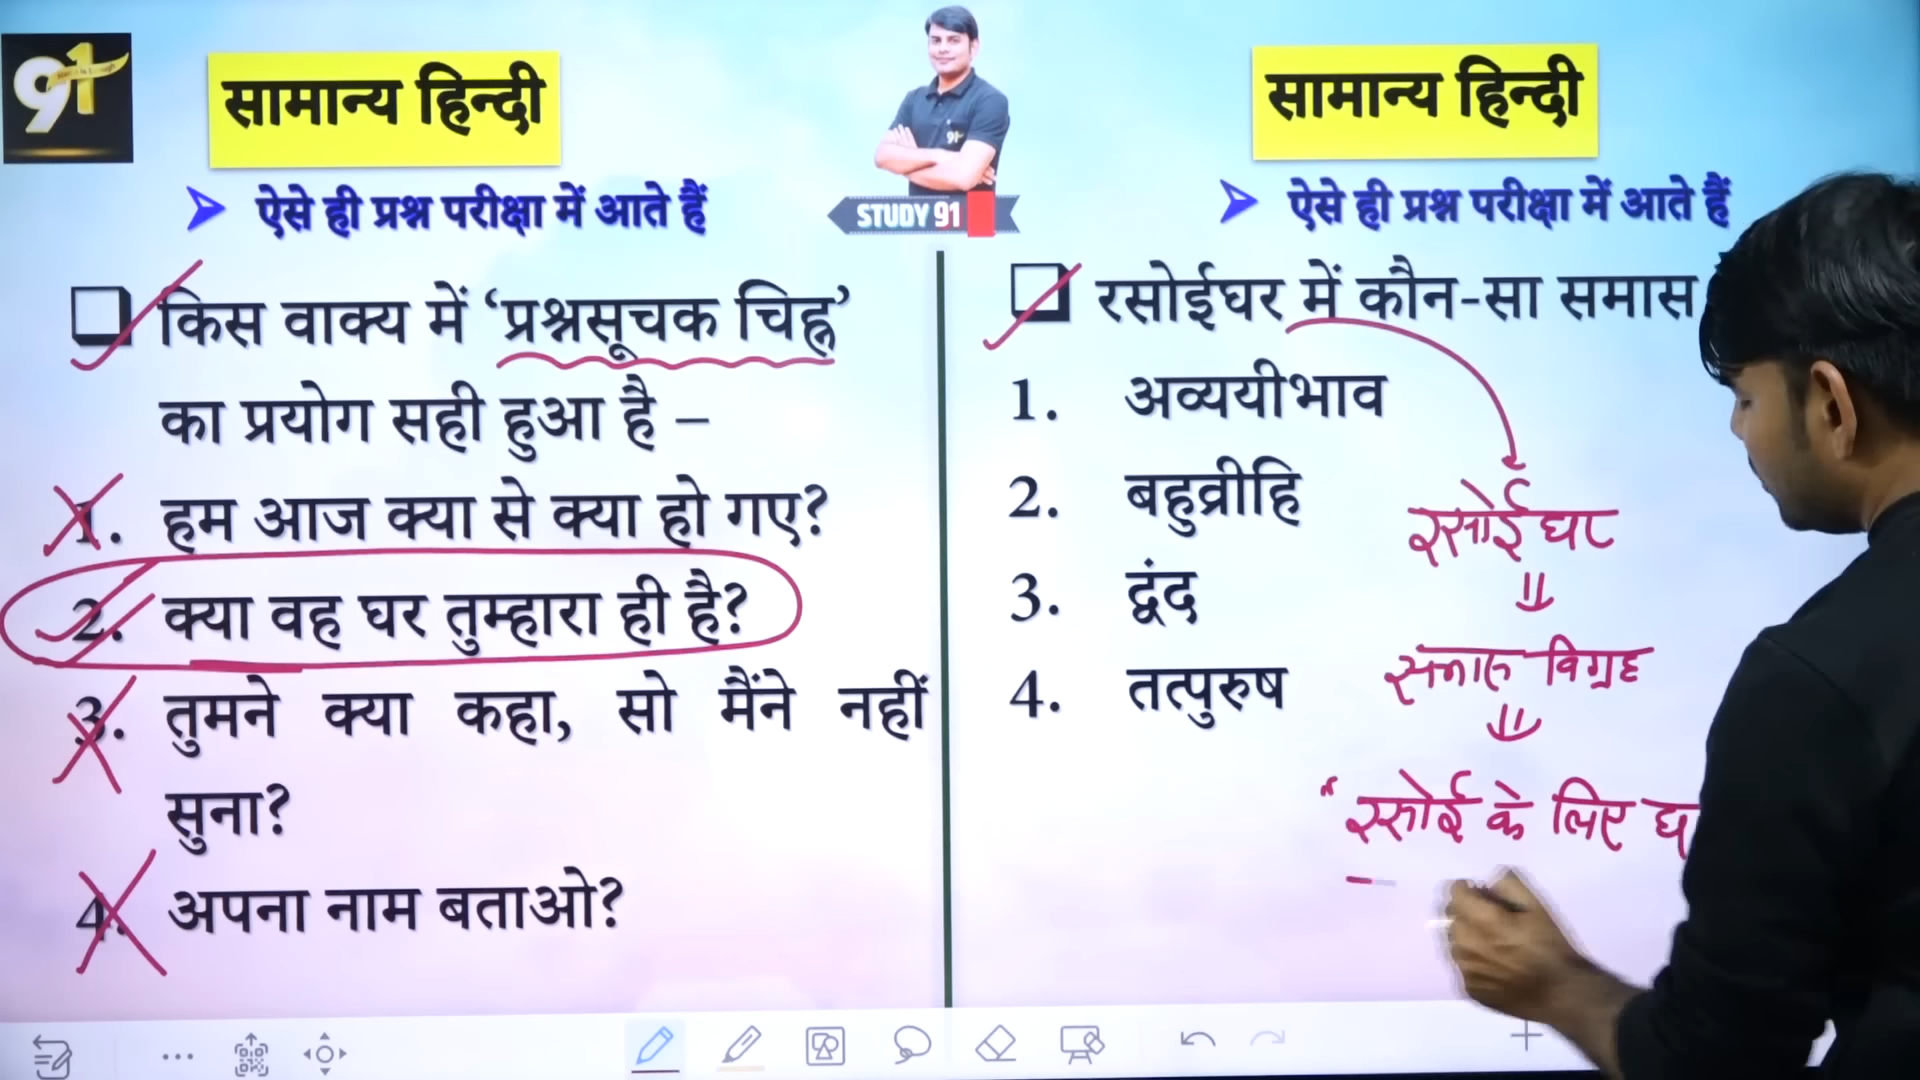 91
सामान्य हिन्दी
ऐसे ही प्रश्न परीक्षा में आते हैं
किस वाक्य में ‘प्रश्नसूचक चिह्न’
का प्रयोग सही हुआ है –
1. हम आज क्या से क्या हो गए?
2. क्या वह घर तुम्हारा ही है?
3. तुमने क्या कहा, सो मैंने नहीं
सुना?
4. अपना नाम बताओ?
91
STUDY 91
सामान्य हिन्दी
ऐसे ही प्रश्न परीक्षा में आते हैं
रसोईघर में कौन-सा समास
1. अव्ययीभाव
2. बहुव्रीहि
3. द्वंद
4. तत्पुरुष
रसोईघर
समास विग्रह
रसोई के लिए घ